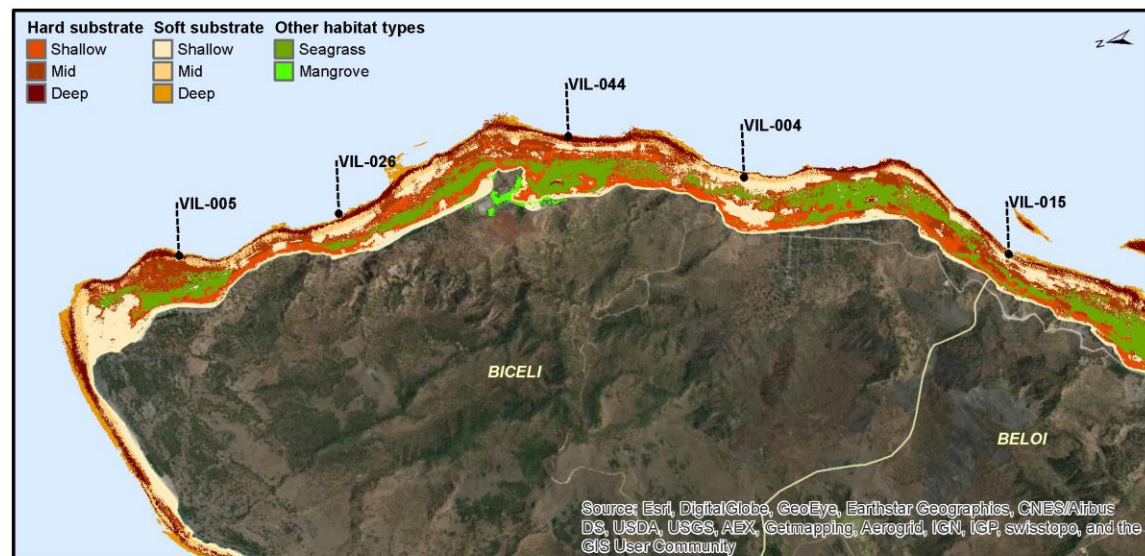 Hard substrate Soft substrate Other habitat types
Shallow Shallow Seagrass
Mid Mid Mangrove
Deep Deep
N
VIL-044
VIL-004
VIL-026
VIL-005
VIL-015
BICELI
BELOI
Source: Esri, DigitalGlobe, GeoEye, Earthstar Geographics, CNES/Airbus
DS, USDA, USGS, AEX, Getmapping, Aerogrid, IGN, IGP, swisstopo, and the
GIS User Community